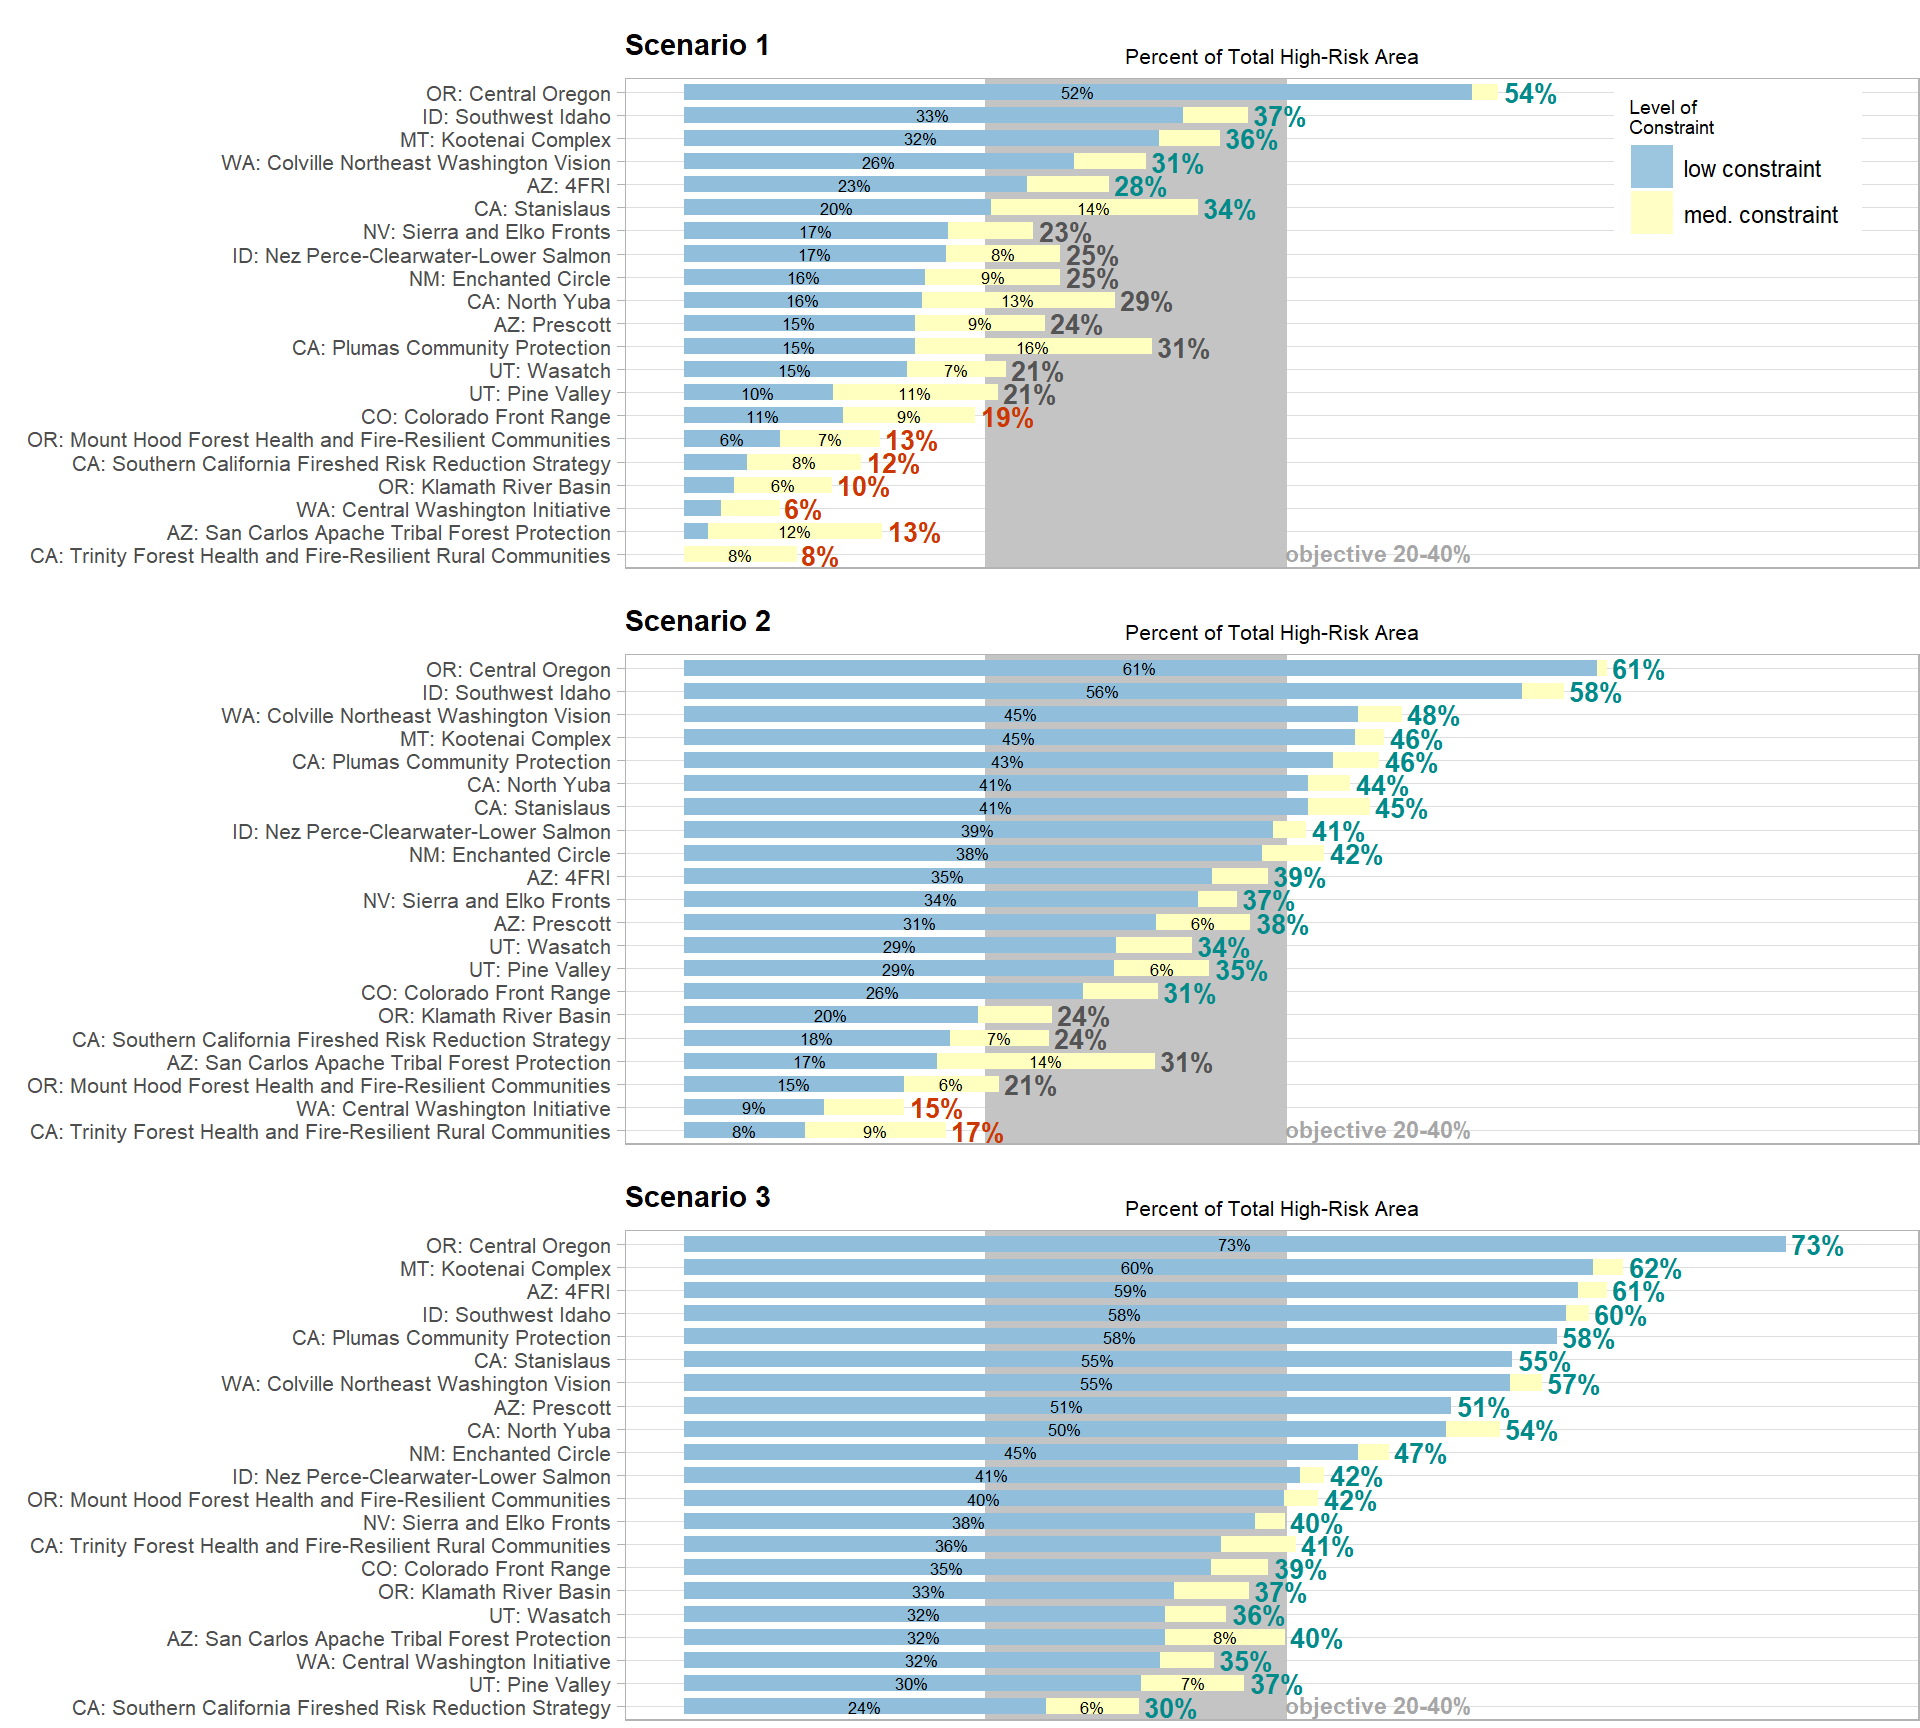 Scenario 1
Percent of Total High-Risk Area
OR: Central Oregon 52% 54%
ID: Southwest Idaho 33% 37%
MT: Kootenai Complex 32% 36%
WA: Colville Northeast Washington Vision 26% 31%
AZ: 4FRI 23% 28%
CA: Stanislaus 20% 14% 34%
NV: Sierra and Elko Fronts 17% 23%
ID: Nez Perce-Clearwater-Lower Salmon 17% 8% 25%
NM: Enchanted Circle 16% 9% 25%
CA: North Yuba 16% 13% 29%
AZ: Prescott 15% 9% 24%
CA: Plumas Community Protection 15% 16% 31%
UT: Wasatch 15% 7% 21%
UT: Pine Valley 10% 11% 21%
CO: Colorado Front Range 11% 9% 19%
OR: Mount Hood Forest Health and Fire-Resilient Communities 6% 7% 13%
CA: Southern California Fireshed Risk Reduction Strategy 8% 12%
OR: Klamath River Basin 6% 10%
WA: Central Washington Initiative 6%
AZ: San Carlos Apache Tribal Forest Protection 12% 13%
CA: Trinity Forest Health and Fire-Resilient Rural Communities 8% 8%
objective 20-40%
Level of
Constraint
low constraint
med. constraint
Scenario 2
Percent of Total High-Risk Area
OR: Central Oregon 61% 61%
ID: Southwest Idaho 56% 58%
WA: Colville Northeast Washington Vision 45% 48%
MT: Kootenai Complex 45% 46%
CA: Plumas Community Protection 43% 46%
CA: North Yuba 41% 44%
CA: Stanislaus 41% 45%
ID: Nez Perce-Clearwater-Lower Salmon 39% 41%
NM: Enchanted Circle 38% 42%
AZ: 4FRI 35% 39%
NV: Sierra and Elko Fronts 34% 37%
AZ: Prescott 31% 6% 38%
UT: Wasatch 29% 34%
UT: Pine Valley 29% 6% 35%
CO: Colorado Front Range 26% 31%
OR: Klamath River Basin 20% 24%
CA: Southern California Fireshed Risk Reduction Strategy 18% 7% 24%
AZ: San Carlos Apache Tribal Forest Protection 17% 14% 31%
OR: Mount Hood Forest Health and Fire-Resilient Communities 15% 6% 21%
WA: Central Washington Initiative 9% 15%
CA: Trinity Forest Health and Fire-Resilient Rural Communities 8% 9% 17%
objective 20-40%
Scenario 3
Percent of Total High-Risk Area
OR: Central Oregon 73% 73%
MT: Kootenai Complex 60% 62%
AZ: 4FRI 59% 61%
ID: Southwest Idaho 58% 60%
CA: Plumas Community Protection 58% 58%
CA: Stanislaus 55% 55%
WA: Colville Northeast Washington Vision 55% 57%
AZ: Prescott 51% 51%
CA: North Yuba 50% 54%
NM: Enchanted Circle 45% 47%
ID: Nez Perce-Clearwater-Lower Salmon 41% 42%
OR: Mount Hood Forest Health and Fire-Resilient Communities 40% 42%
NV: Sierra and Elko Fronts 38% 40%
CA: Trinity Forest Health and Fire-Resilient Rural Communities 36% 41%
CO: Colorado Front Range 35% 39%
OR: Klamath River Basin 33% 37%
UT: Wasatch 32% 36%
AZ: San Carlos Apache Tribal Forest Protection 32% 8% 40%
WA: Central Washington Initiative 32% 35%
UT: Pine Valley 30% 7% 37%
CA: Southern California Fireshed Risk Reduction Strategy 24% 6% 30%
objective 20-40%